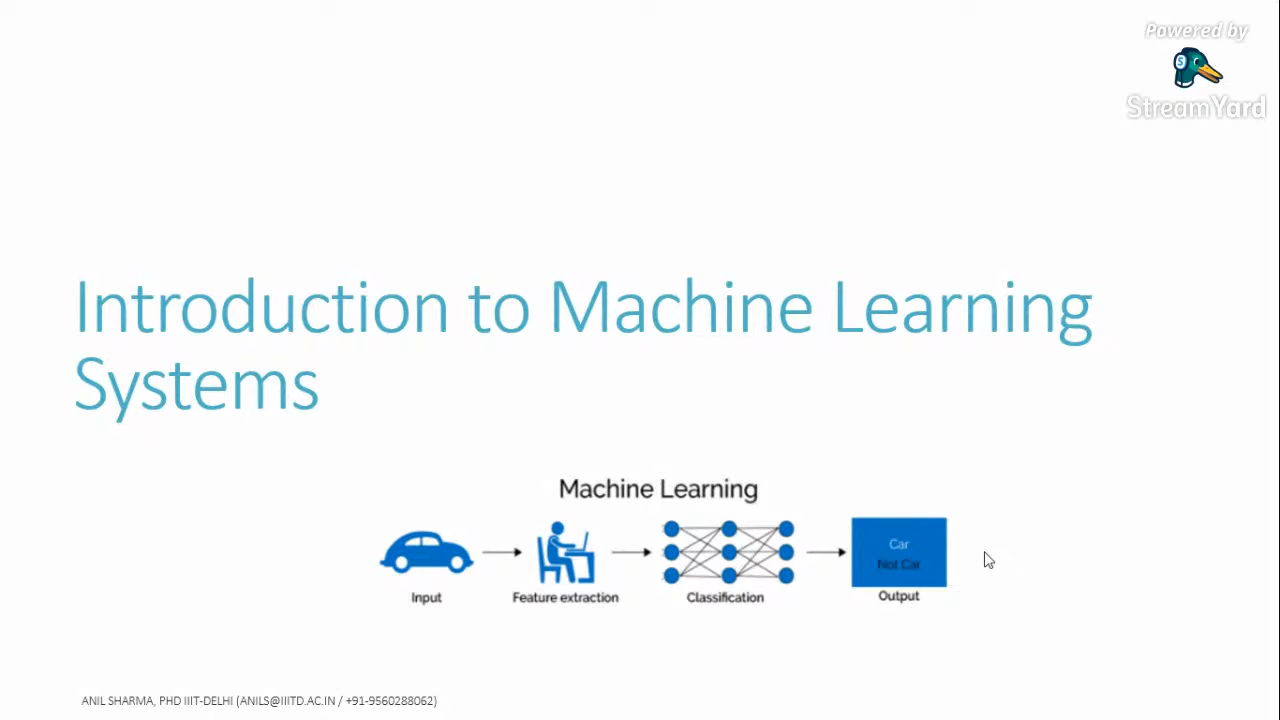 Powered by
StreamYard
Introduction to Machine Learning
Systems
Machine Learning
Car
Not Car
Input
Feature extraction
Classification
Output
ANIL SHARMA, PHD IIIT-DELHI (ANILS@IIITD.AC.IN / +91-9560288062)